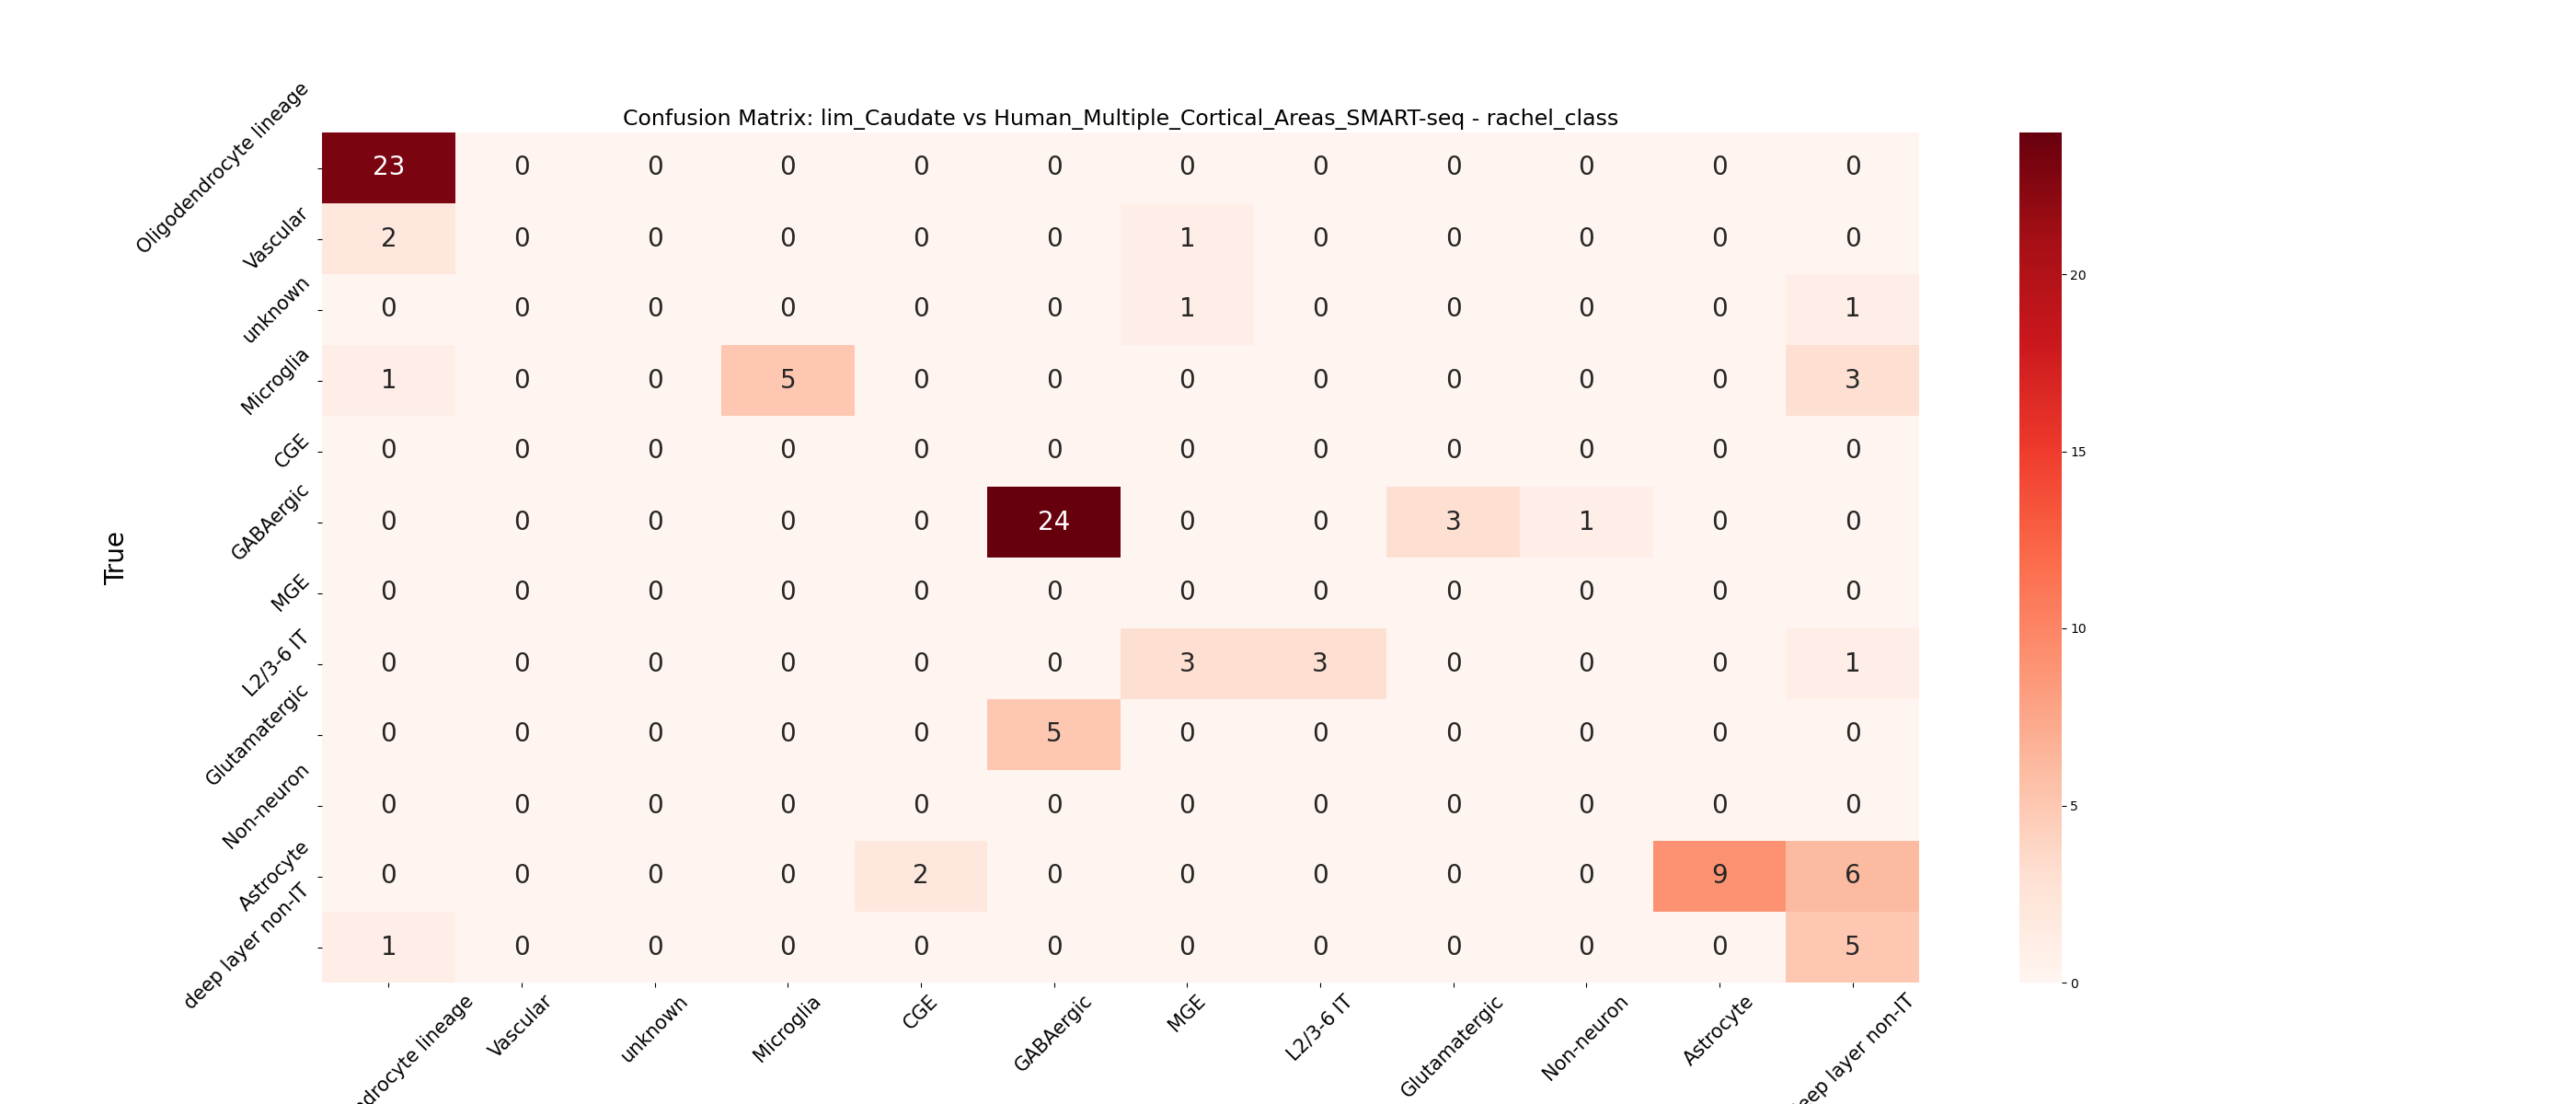 Confusion Matrix: lim_Caudate vs Human_Multiple_Cortical_Areas_SMART-seq - rachel_class
True
Oligodendrocyte lineage 23 0 0 0 0 0 0 0 0 0 0 0
Vascular 2 0 0 0 0 0 1 0 0 0 0 0
unknown 0 0 0 0 0 0 1 0 0 0 0 1
Microglia 1 0 0 5 0 0 0 0 0 0 0 3
CGE 0 0 0 0 0 0 0 0 0 0 0 0
GABAergic 0 0 0 0 0 24 0 0 3 1 0 0
MGE 0 0 0 0 0 0 0 0 0 0 0 0
L2/3-6 IT 0 0 0 0 0 0 3 3 0 0 0 1
Glutamatergic 0 0 0 0 0 5 0 0 0 0 0 0
Non-neuron 0 0 0 0 0 0 0 0 0 0 0 0
Astrocyte 0 0 0 0 2 0 0 0 0 0 9 6
deep layer non-IT 1 0 0 0 0 0 0 0 0 0 0 5
lineage Vascular unknown Microglia CGE GABAergic MGE L2/3-6 IT Glutamatergic Non-neuron Astrocyte layer non-IT
20
15
10
5
0